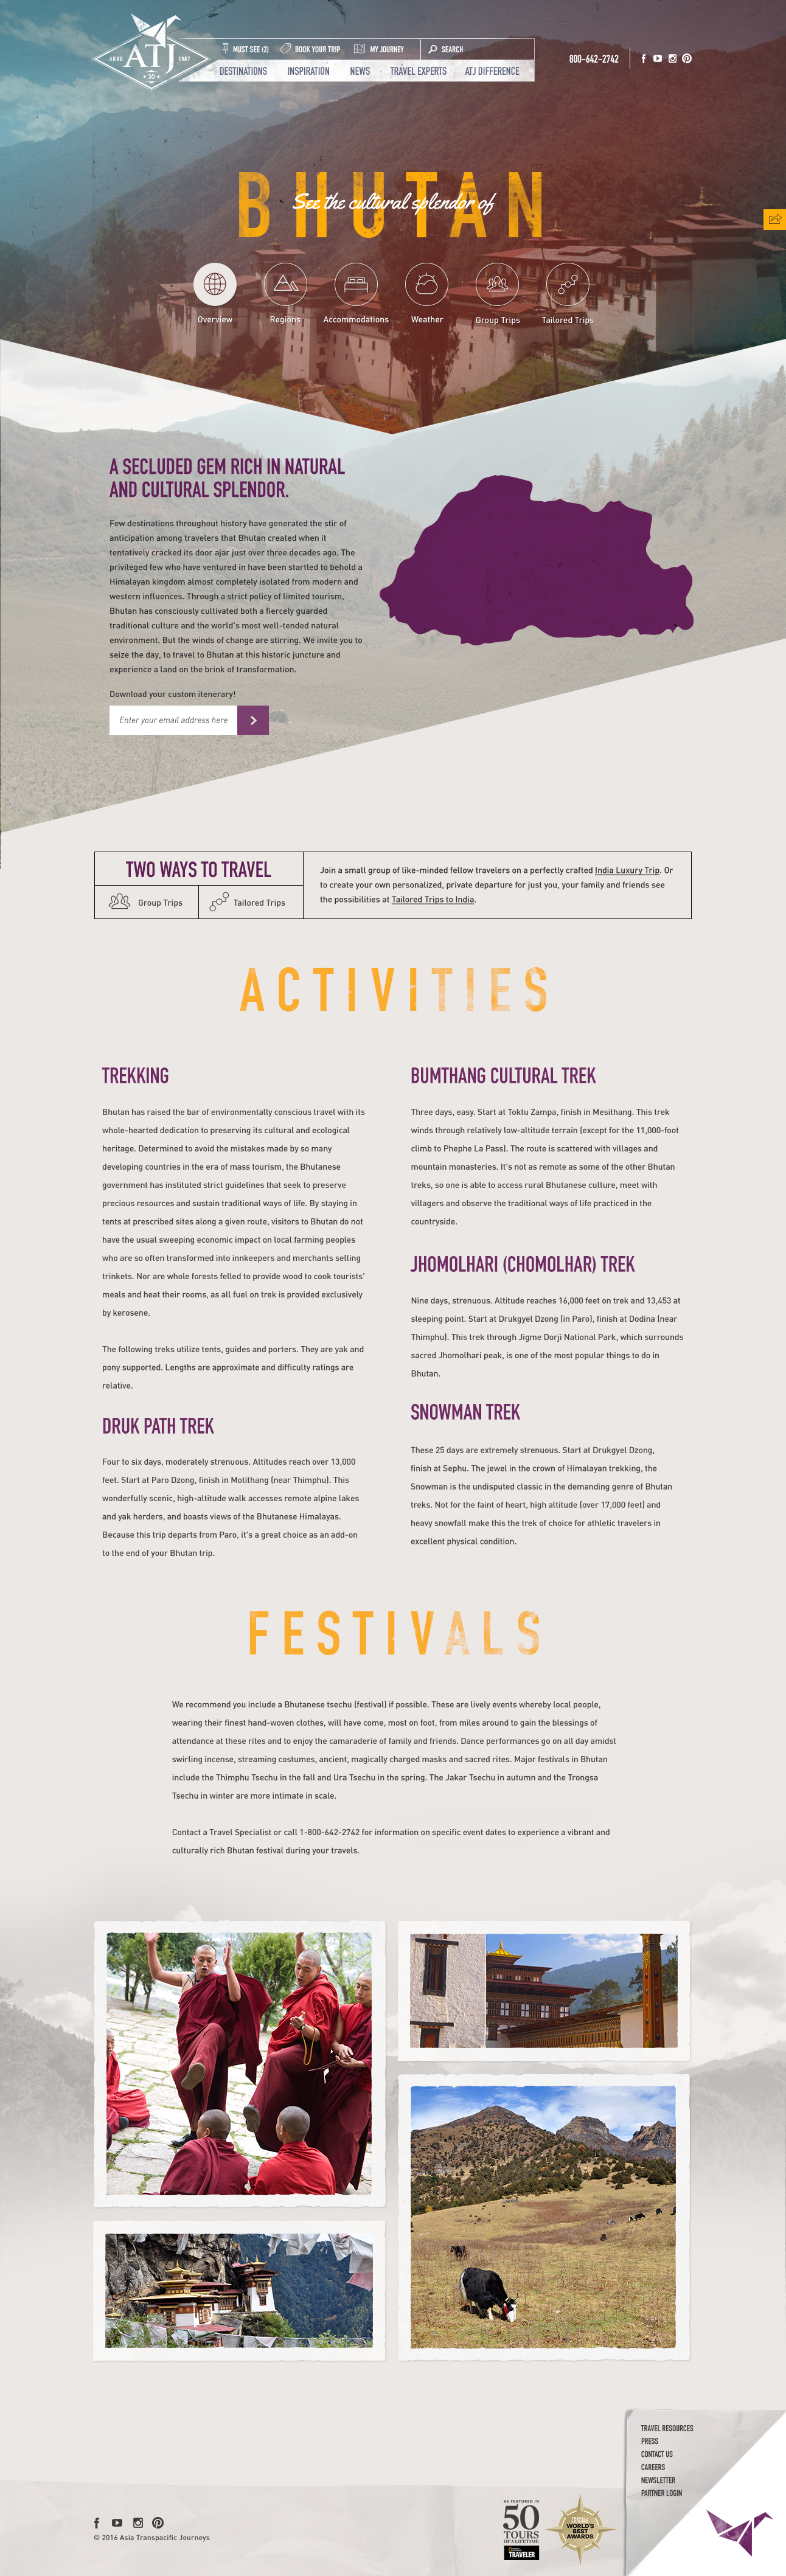 MUST SEE (2)
BOOK YOUR TRIP
MY JOURNEY
SEARCH
ABRD
ATJ
1987
30
DESTINATIONS
INSPIRATION
NEWS
TRAVEL EXPERTS
ATJ DIFFERENCE
800-642-2742
See the cultural splendor of
BHUTAN
Overview
Regions
Accommodations
Weather
Group Trips
Tailored Trips
A SECLUDED GEM RICH IN NATURAL
AND CULTURAL SPLENDOR.
Few destinations throughout history have generated the stir of
anticipation among travelers that Bhutan created when it
tentatively cracked its door ajar just over three decades ago. The
privileged few who have ventured in have been startled to behold a
Himalayan kingdom almost completely isolated from modern and
western influences. Through a strict policy of limited tourism,
Bhutan has consciously cultivated both a fiercely guarded
traditional culture and the world's most well-tended natural
environment. But the winds of change are stirring. We invite you to
seize the day, to travel to Bhutan at this historic juncture and
experience a land on the brink of transformation.
Download your custom itenerary!
Enter your email address here
TWO WAYS TO TRAVEL
Group Trips
Tailored Trips
Join a small group of like-minded fellow travelers on a perfectly crafted India Luxury Trip. Or
to create your own personalized, private departure for just you, your family and friends see
the possibilities at Tailored Trips to India.
ACTIVITIES
TREKKING
Bhutan has raised the bar of environmentally conscious travel with its
whole-hearted dedication to preserving its cultural and ecological
heritage. Determined to avoid the mistakes made by so many
developing countries in the era of mass tourism, the Bhutanese
government has instituted strict guidelines that seek to preserve
precious resources and sustain traditional ways of life. By staying in
tents at prescribed sites along a given route, visitors to Bhutan do not
have the usual sweeping economic impact on local farming peoples
who are so often transformed into innkeepers and merchants selling
trinkets. Nor are whole forests felled to provide wood to cook tourists'
meals and heat their rooms, as all fuel on trek is provided exclusively
by kerosene.
The following treks utilize tents, guides and porters. They are yak and
pony supported. Lengths are approximate and difficulty ratings are
relative.
DRUK PATH TREK
Four to six days, moderately strenuous. Altitudes reach over 13,000
feet. Start at Paro Dzong, finish in Motithang (near Thimphu). This
wonderfully scenic, high-altitude walk accesses remote alpine lakes
and yak herders, and boasts views of the Bhutanese Himalayas.
Because this trip departs from Paro, it's a great choice as an add-on
to the end of your Bhutan trip.
BUMTHANG CULTURAL TREK
Three days, easy. Start at Toktu Zampa, finish in Mesithang. This trek
winds through relatively low-altitude terrain (except for the 11,000-foot
climb to Phephe La Pass). The route is scattered with villages and
mountain monasteries. It's not as remote as some of the other Bhutan
treks, so one is able to access rural Bhutanese culture, meet with
villagers and observe the traditional ways of life practiced in the
countryside.
JHOMOLHARI (CHOMOLHAR) TREK
Nine days, strenuous. Altitude reaches 16,000 feet on trek and 13,453 at
sleeping point. Start at Drukgyel Dzong (in Paro), finish at Dodina (near
Thimphu). This trek through Jigme Dorji National Park, which surrounds
sacred Jhomolhari peak, is one of the most popular things to do in
Bhutan.
SNOWMAN TREK
These 25 days are extremely strenuous. Start at Drukgyel Dzong,
finish at Sephu. The jewel in the crown of Himalayan trekking, the
Snowman is the undisputed classic in the demanding genre of Bhutan
treks. Not for the faint of heart, high altitude (over 17,000 feet) and
heavy snowfall make this the trek of choice for athletic travelers in
excellent physical condition.
FESTIVALS
We recommend you include a Bhutanese tsechu (festival) if possible. These are lively events whereby local people,
wearing their finest hand-woven clothes, will have come, most on foot, from miles around to gain the blessings of
attendance at these rites and to enjoy the camaraderie of family and friends. Dance performances go on all day amidst
swirling incense, streaming costumes, ancient, magically charged masks and sacred rites. Major festivals in Bhutan
include the Thimphu Tsechu in the fall and Ura Tsechu in the spring. The Jakar Tsechu in autumn and the Trongsa
Tsechu in winter are more intimate in scale.
Contact a Travel Specialist or call 1-800-642-2742 for information on specific event dates to experience a vibrant and
culturally rich Bhutan festival during your travels.
TRAVEL RESOURCES
PRESS
CONTACT US
CAREERS
NEWSLETTER
PARTNER LOGIN
© 2016 Asia Transpacific Journeys
AS FEATURED IN
50
TOURS
OF A LIFETIME
TRAVELER
WORLD'S
BEST
AWARDS